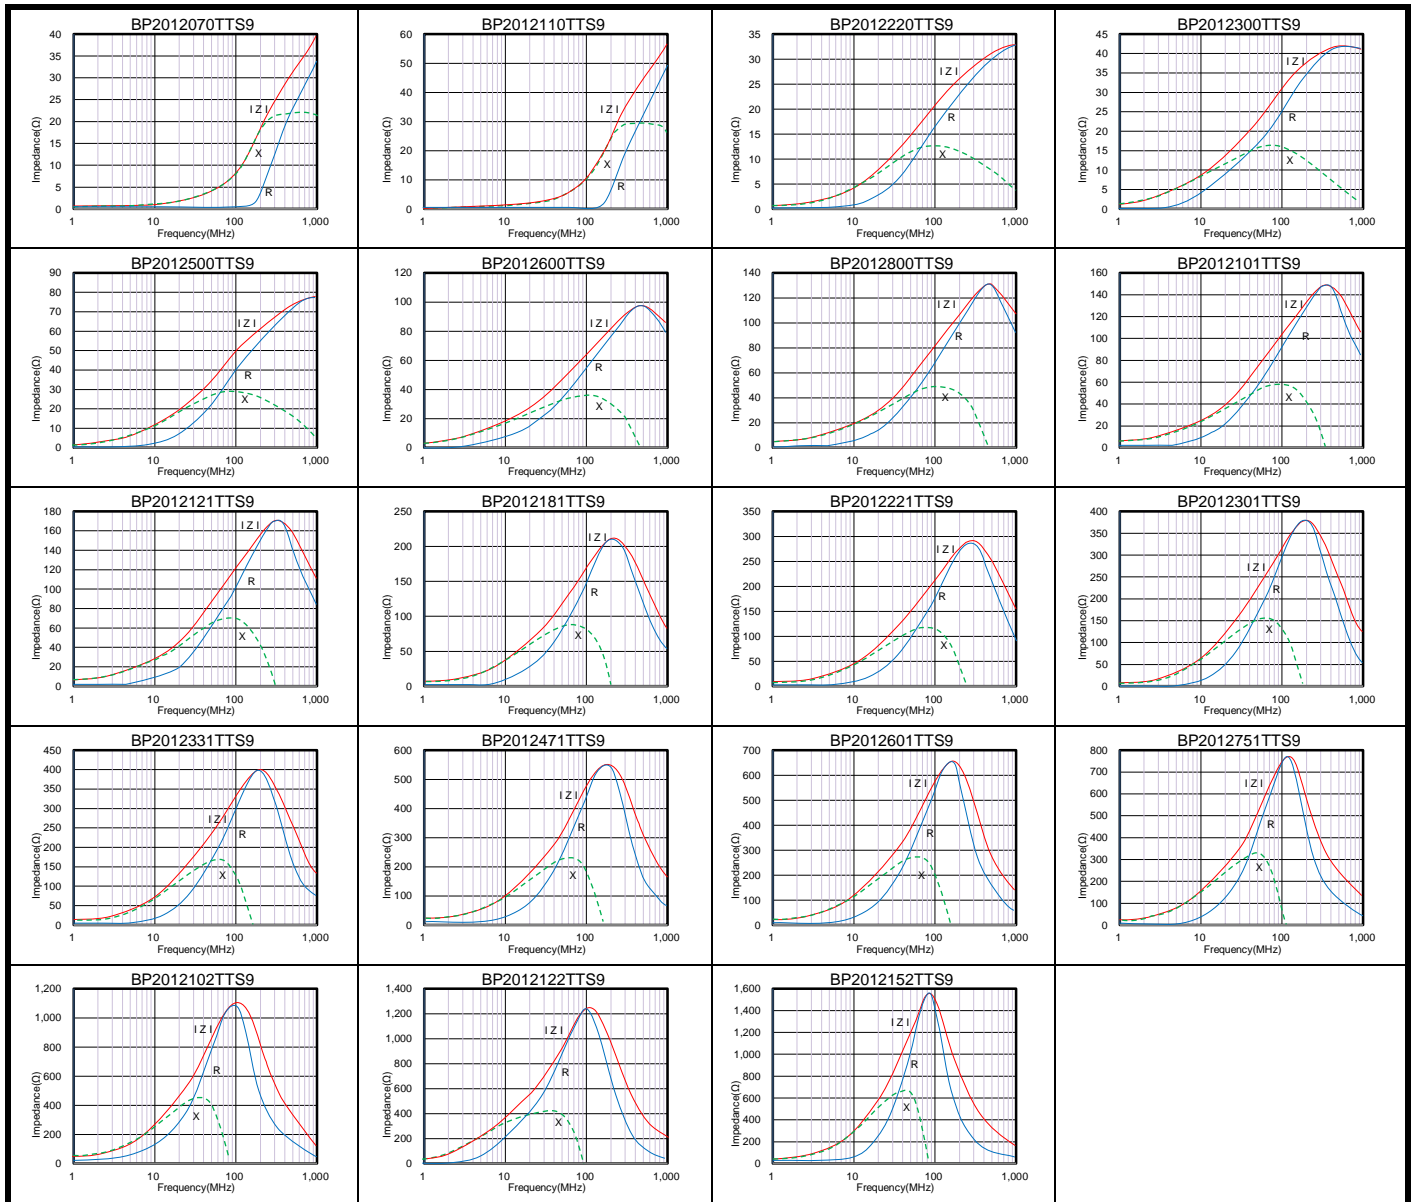 BP2012070TTS9
40
35
30
25
20
15
10
5
0
Impedance(Ω)
I Z I
X
R
1
10
100
1,000
Frequency(MHz)
BP2012110TTS9
60
50
40
30
20
10
0
Impedance(Ω)
I Z I
X
R
1
10
100
1,000
Frequency(MHz)
BP2012220TTS9
35
30
25
20
15
10
5
0
Impedance(Ω)
I Z I
R
X
1
10
100
1,000
Frequency(MHz)
BP2012300TTS9
45
40
35
30
25
20
15
10
5
0
Impedance(Ω)
I Z I
R
X
1
10
100
1,000
Frequency(MHz)
BP2012500TTS9
90
80
70
60
50
40
30
20
10
0
Impedance(Ω)
I Z I
R
X
1
10
100
1,000
Frequency(MHz)
BP2012600TTS9
120
100
80
60
40
20
0
Impedance(Ω)
I Z I
R
X
1
10
100
1,000
Frequency(MHz)
BP2012800TTS9
140
120
100
80
60
40
20
0
Impedance(Ω)
I Z I
R
X
1
10
100
1,000
Frequency(MHz)
BP2012101TTS9
160
140
120
100
80
60
40
20
0
Impedance(Ω)
I Z I
R
X
1
10
100
1,000
Frequency(MHz)
BP2012121TTS9
180
160
140
120
100
80
60
40
20
0
Impedance(Ω)
I Z I
R
X
1
10
100
1,000
Frequency(MHz)
BP2012181TTS9
250
200
150
100
50
0
Impedance(Ω)
I Z I
R
X
1
10
100
1,000
Frequency(MHz)
BP2012221TTS9
350
300
250
200
150
100
50
0
Impedance(Ω)
I Z I
R
X
1
10
100
1,000
Frequency(MHz)
BP2012301TTS9
400
350
300
250
200
150
100
50
0
Impedance(Ω)
I Z I
R
X
1
10
100
1,000
Frequency(MHz)
BP2012331TTS9
450
400
350
300
250
200
150
100
50
0
Impedance(Ω)
I Z I
R
X
1
10
100
1,000
Frequency(MHz)
BP2012471TTS9
600
500
400
300
200
100
0
Impedance(Ω)
I Z I
R
X
1
10
100
1,000
Frequency(MHz)
BP2012601TTS9
700
600
500
400
300
200
100
0
Impedance(Ω)
I Z I
R
X
1
10
100
1,000
Frequency(MHz)
BP2012751TTS9
800
700
600
500
400
300
200
100
0
Impedance(Ω)
I Z I
R
X
1
10
100
1,000
Frequency(MHz)
BP2012102TTS9
1,200
1,000
800
600
400
200
0
Impedance(Ω)
I Z I
R
X
1
10
100
1,000
Frequency(MHz)
BP2012122TTS9
1,400
1,200
1,000
800
600
400
200
0
Impedance(Ω)
I Z I
R
X
1
10
100
1,000
Frequency(MHz)
BP2012152TTS9
1,600
1,400
1,200
1,000
800
600
400
200
0
Impedance(Ω)
I Z I
R
X
1
10
100
1,000
Frequency(MHz)